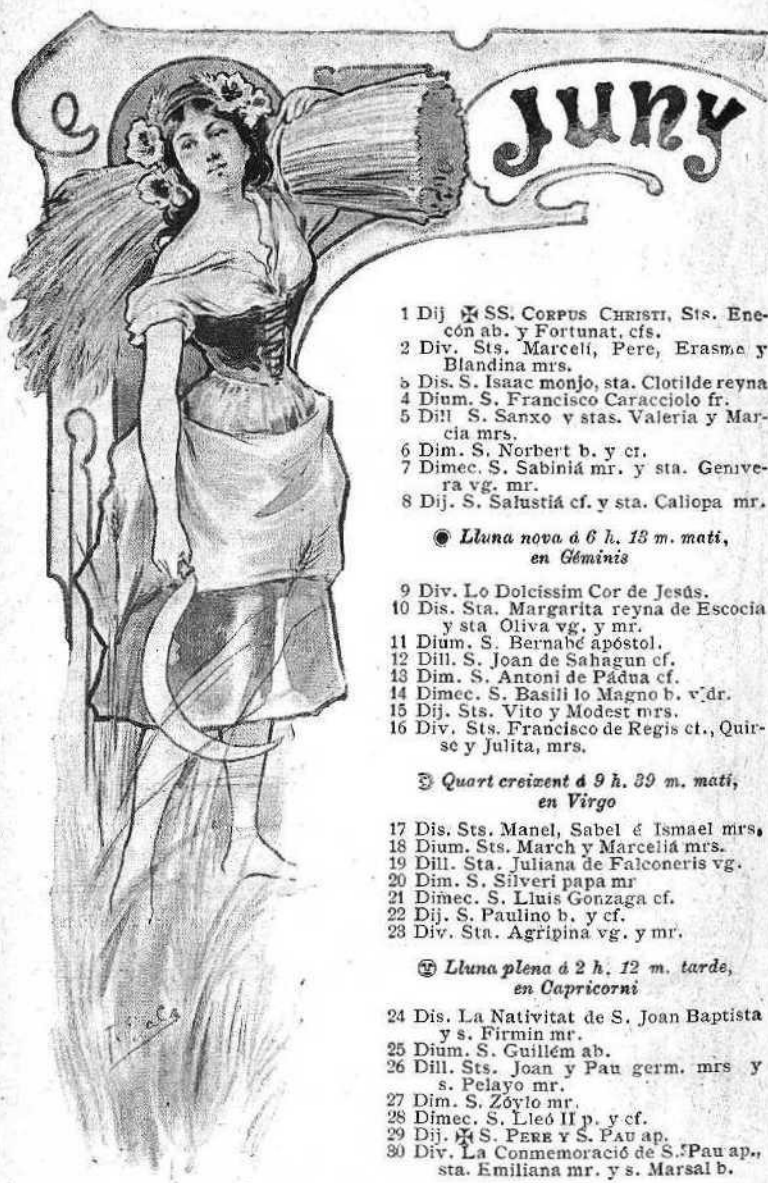 JUNY
1 Dij ✠ SS. CORPUS CHRISTI, Sts. Ene-
cón ab. y Fortunat, cfs.
2 Div. Sts. Marcelí, Pere, Erasme y
Blandina mrs.
3 Dis. S. Isaac monjo, sta. Clotilde reyna
4 Dium. S. Francisco Caracciolo fr.
5 Dill S. Sanxo y stas. Valeria y Mar-
cia mrs.
6 Dim. S. Norbert b. y cf.
7 Dimec. S. Sabiniá mr. y sta. Genive-
ra vg. mr.
8 Dij. S. Salustiá cf. y sta. Caliopa mr.
Lluna nova á 6 h. 13 m. matí,
en Géminis
9 Div. Lo Dolcíssim Cor de Jesús.
10 Dis. Sta. Margarita reyna de Escocia
y sta Oliva vg. y mr.
11 Dium. S. Bernabé apóstol.
12 Dill. S. Joan de Sahagun cf.
13 Dim. S. Antoni de Pádua cf.
14 Dimec. S. Basili lo Magno b. y dr.
15 Dij. Sts. Vito y Modest mrs.
16 Div. Sts. Francisco de Regis cf., Quir-
se y Julita, mrs.
Quart creixent á 9 h. 39 m. matí,
en Virgo
17 Dis. Sts. Manel, Sabel é Ismael mrs.
18 Dium. Sts. March y Marceliá mrs.
19 Dill. Sta. Juliana de Falconeris vg.
20 Dim. S. Silveri papa mr
21 Dimec. S. Lluis Gonzaga cf.
22 Dij. S. Paulino b. y cf.
23 Div. Sta. Agripina vg. y mr.
Lluna plena á 2 h. 12 m. tarde,
en Capricorni
24 Dis. La Nativitat de S. Joan Baptista
y s. Firmin mr.
25 Dium. S. Guillém ab.
26 Dill. Sts. Joan y Pau germ. mrs y
s. Pelayo mr.
27 Dim. S. Zóylo mr.
28 Dimec. S. Lleó II p. y cf.
29 Dij. ✠ S. PERE Y S. PAU ap.
30 Div. La Conmemoració de S. Pau ap.,
sta. Emiliana mr. y s. Marsal b.